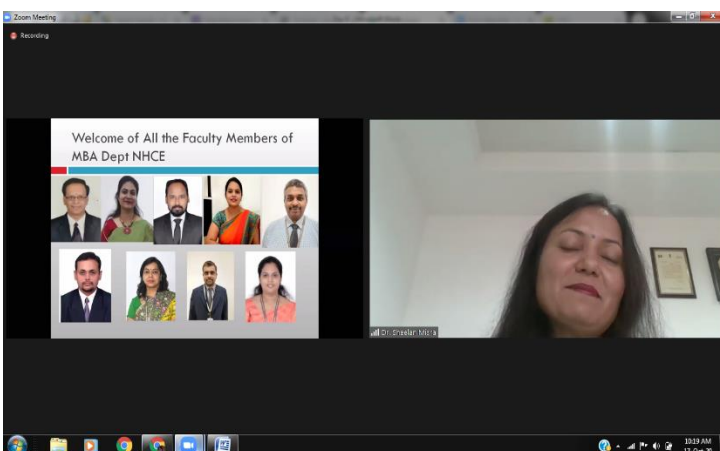 Zoom Meeting
Recording
Welcome of All the Faculty Members of
MBA Dept NHCE
Dr. Sheelan Misra
10:19 AM